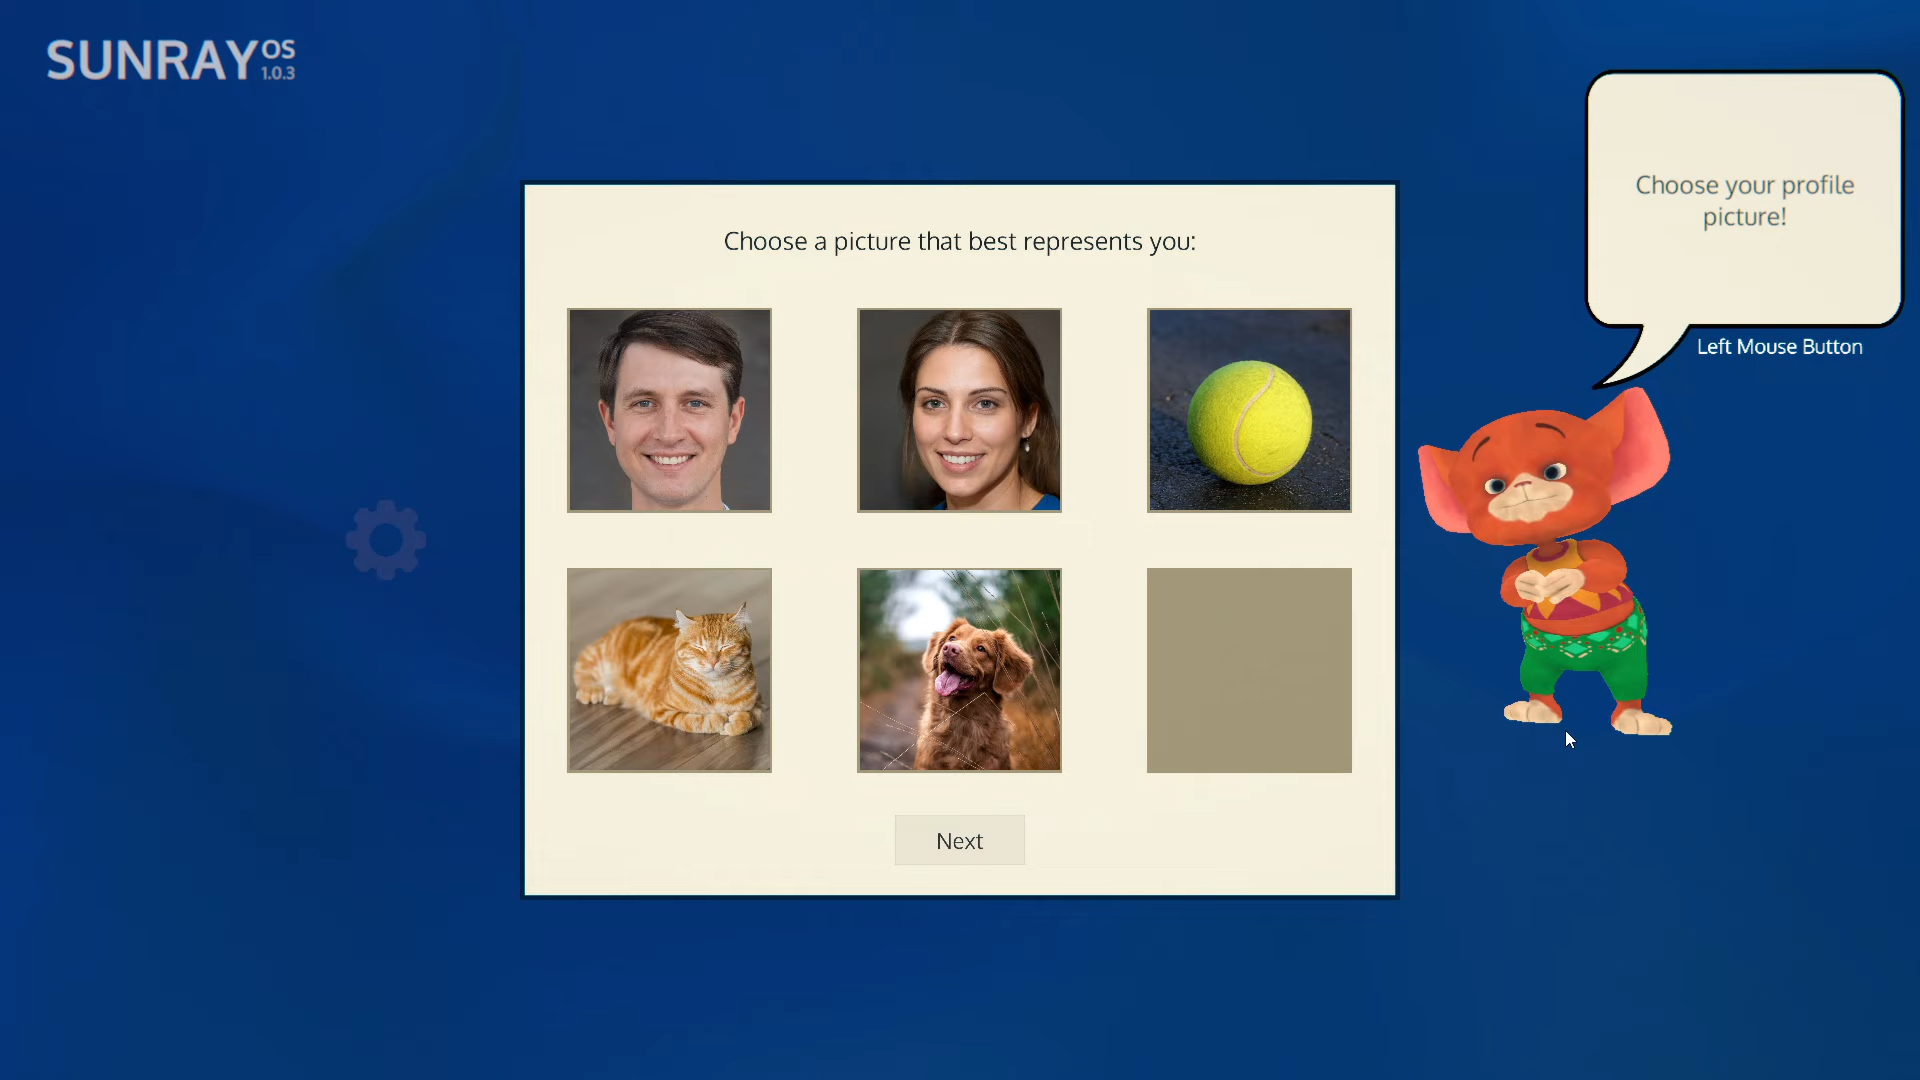 SUNRAY OS
1.0.3
Choose your profile
picture!
Left Mouse Button
Choose a picture that best represents you:
Next